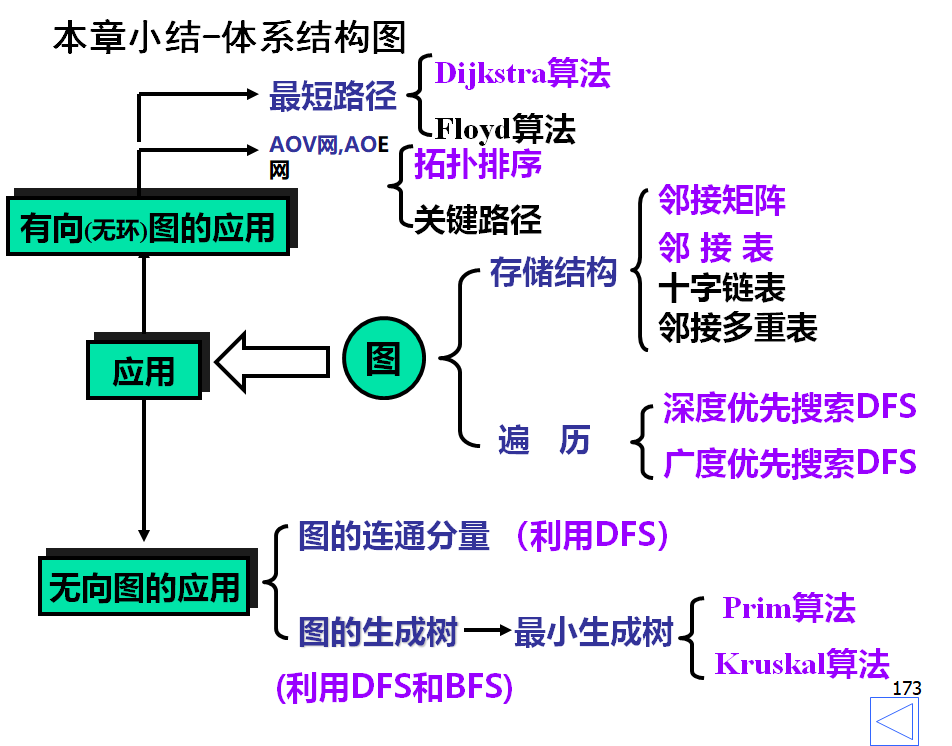 本章小结-体系结构图
最短路径
Dijkstra算法
Floyd算法
AOV网,AOE
网
拓扑排序
关键路径
有向(无环)图的应用
应用
图
存储结构
邻接矩阵
邻 接 表
十字链表
邻接多重表
遍 历
深度优先搜索DFS
广度优先搜索DFS
无向图的应用
图的连通分量 （利用DFS）
图的生成树
最小生成树
(利用DFS和BFS)
Prim算法
Kruskal算法
173